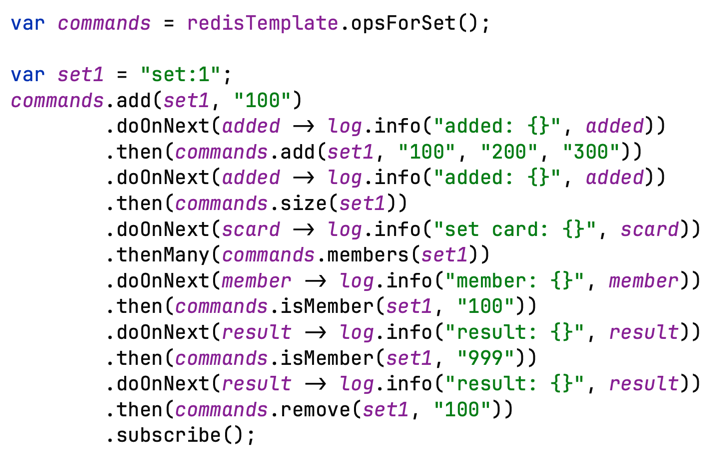 var commands = redisTemplate.opsForSet();
var set1 = "set:1";
commands.add(set1, "100")
.doOnNext(added -> log.info("added: {}", added))
.then(commands.add(set1, "100", "200", "300"))
.doOnNext(added -> log.info("added: {}", added))
.then(commands.size(set1))
.doOnNext(scard -> log.info("set card: {}", scard))
.thenMany(commands.members(set1))
.doOnNext(member -> log.info("member: {}", member))
.then(commands.isMember(set1, "100"))
.doOnNext(result -> log.info("result: {}", result))
.then(commands.isMember(set1, "999"))
.doOnNext(result -> log.info("result: {}", result))
.then(commands.remove(set1, "100"))
.subscribe();